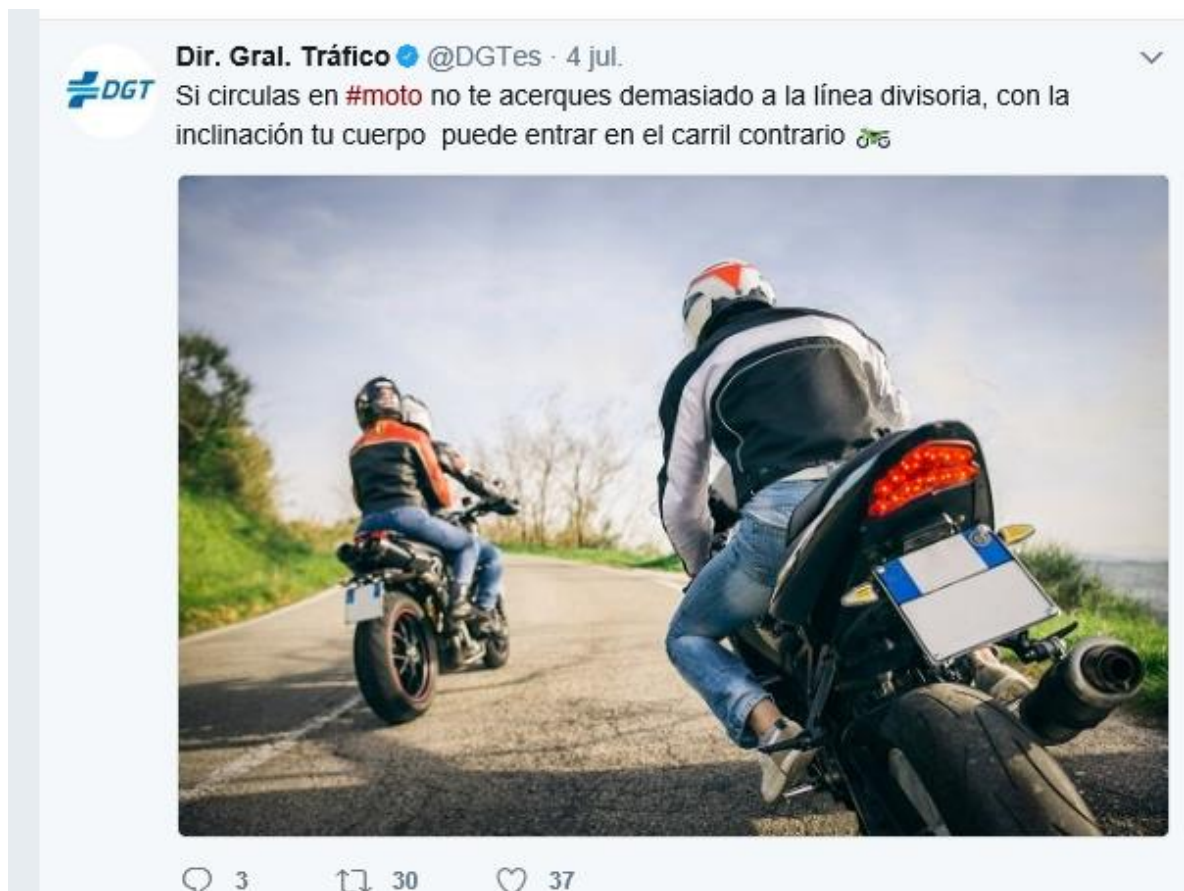 Dir. Gral. Tráfico @DGTes · 4 jul.
DGT
Si circulas en #moto no te acerques demasiado a la línea divisoria, con la
inclinación tu cuerpo puede entrar en el carril contrario
3 30 37